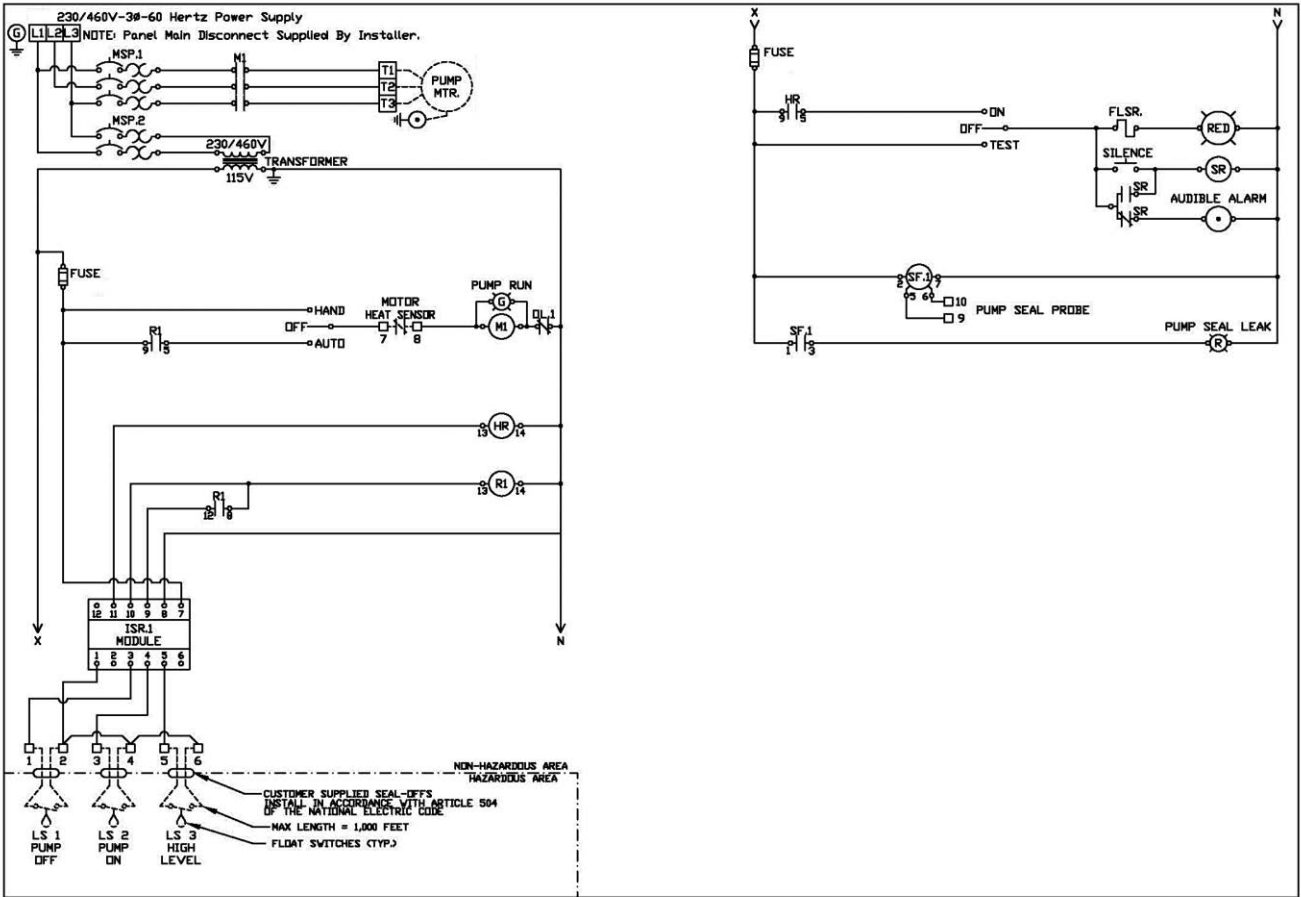 230/460V-3Ø-60 Hertz Power Supply
G L1 L2 L3 NOTE: Panel Main Disconnect Supplied By Installer.
MSP.1
M1
T1
T2
T3
PUMP
MTR.
MSP.2
230/460V
TRANSFORMER
115V
FUSE
HAND
OFF
AUTO
R1
9 5
MOTOR
HEAT SENSOR
7 8
PUMP RUN
G
M1
OL.1
HR
13 14
R1
13 14
R1
12 8
12 11 10 9 8 7
ISR.1
MODULE
1 2 3 4 5 6
X
N
1 2 3 4 5 6
NON-HAZARDOUS AREA
HAZARDOUS AREA
CUSTOMER SUPPLIED SEAL-OFFS
INSTALL IN ACCORDANCE WITH ARTICLE 504
OF THE NATIONAL ELECTRIC CODE
MAX LENGTH = 1,000 FEET
FLOAT SWITCHES (TYP.)
LS 1
PUMP
OFF
LS 2
PUMP
ON
LS 3
HIGH
LEVEL
X
N
FUSE
HR
9 5
ON
OFF
TEST
FLSR.
RED
SILENCE
SR
SR
SR
AUDIBLE ALARM
SF.1
2 7
5 6
10
9
PUMP SEAL PROBE
SF.1
1 3
PUMP SEAL LEAK
R